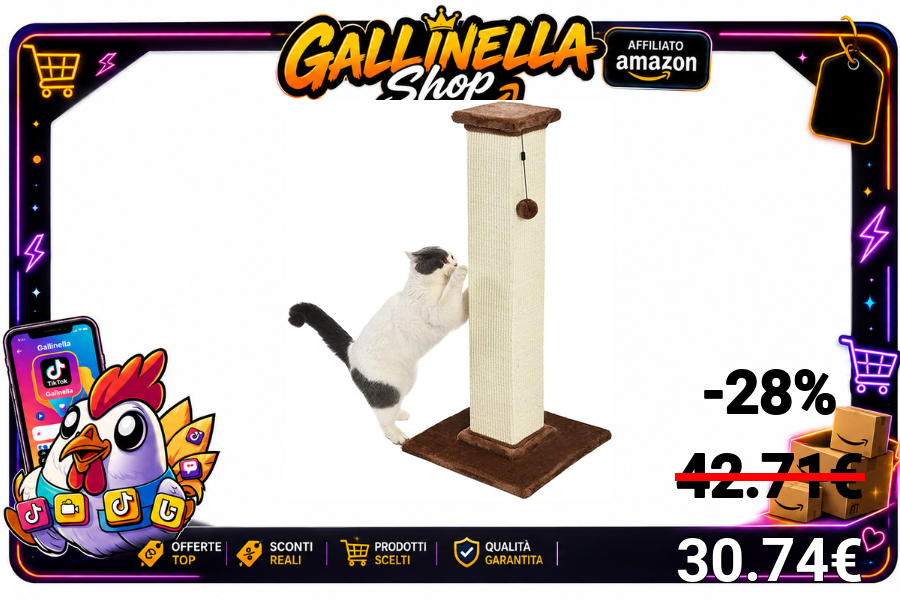 GALLINELLA
Shop
AFFILIATO
amazon
Gallinella
TikTok
Gallinella
-28%
42.71€
30.74€
OFFERTE
TOP
SCONTI
REALI
PRODOTTI
SCELTI
QUALITÀ
GARANTITA